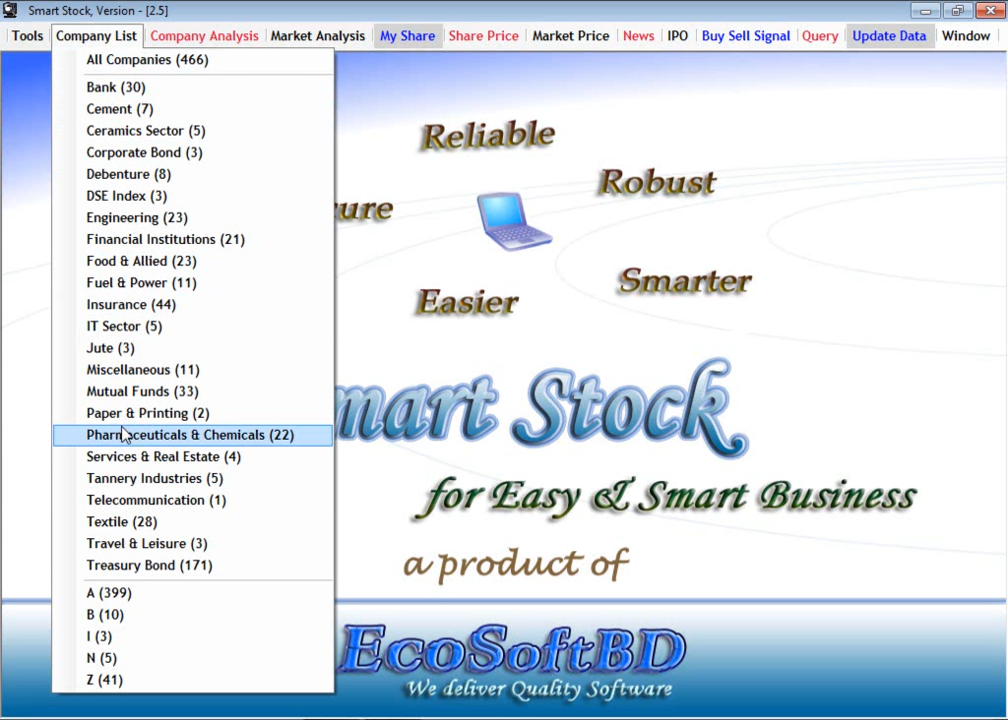 Smart Stock, Version - [2.5]
Tools Company List Company Analysis Market Analysis My Share Share Price Market Price News IPO Buy Sell Signal Query Update Data Window
All Companies (466)
Bank (30)
Cement (7)
Ceramics Sector (5)
Corporate Bond (3)
Debenture (8)
DSE Index (3)
Engineering (23)
Financial Institutions (21)
Food & Allied (23)
Fuel & Power (11)
Insurance (44)
IT Sector (5)
Jute (3)
Miscellaneous (11)
Mutual Funds (33)
Paper & Printing (2)
Pharmaceuticals & Chemicals (22)
Services & Real Estate (4)
Tannery Industries (5)
Telecommunication (1)
Textile (28)
Travel & Leisure (3)
Treasury Bond (171)
A (399)
B (10)
I (3)
N (5)
Z (41)
Reliable
Robust
cure
Smarter
Easier
mart Stock
for Easy & Smart Business
a product of
EcoSoftBD
We deliver Quality Software